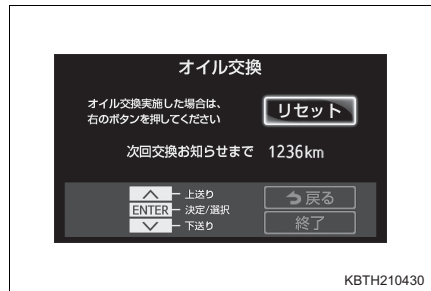 オイル交換
オイル交換実施した場合は、
右のボタンを押してください
リセット
次回交換お知らせまで 1236km
上送り
ENTER 決定/選択
下送り
戻る
終了
KBTH210430